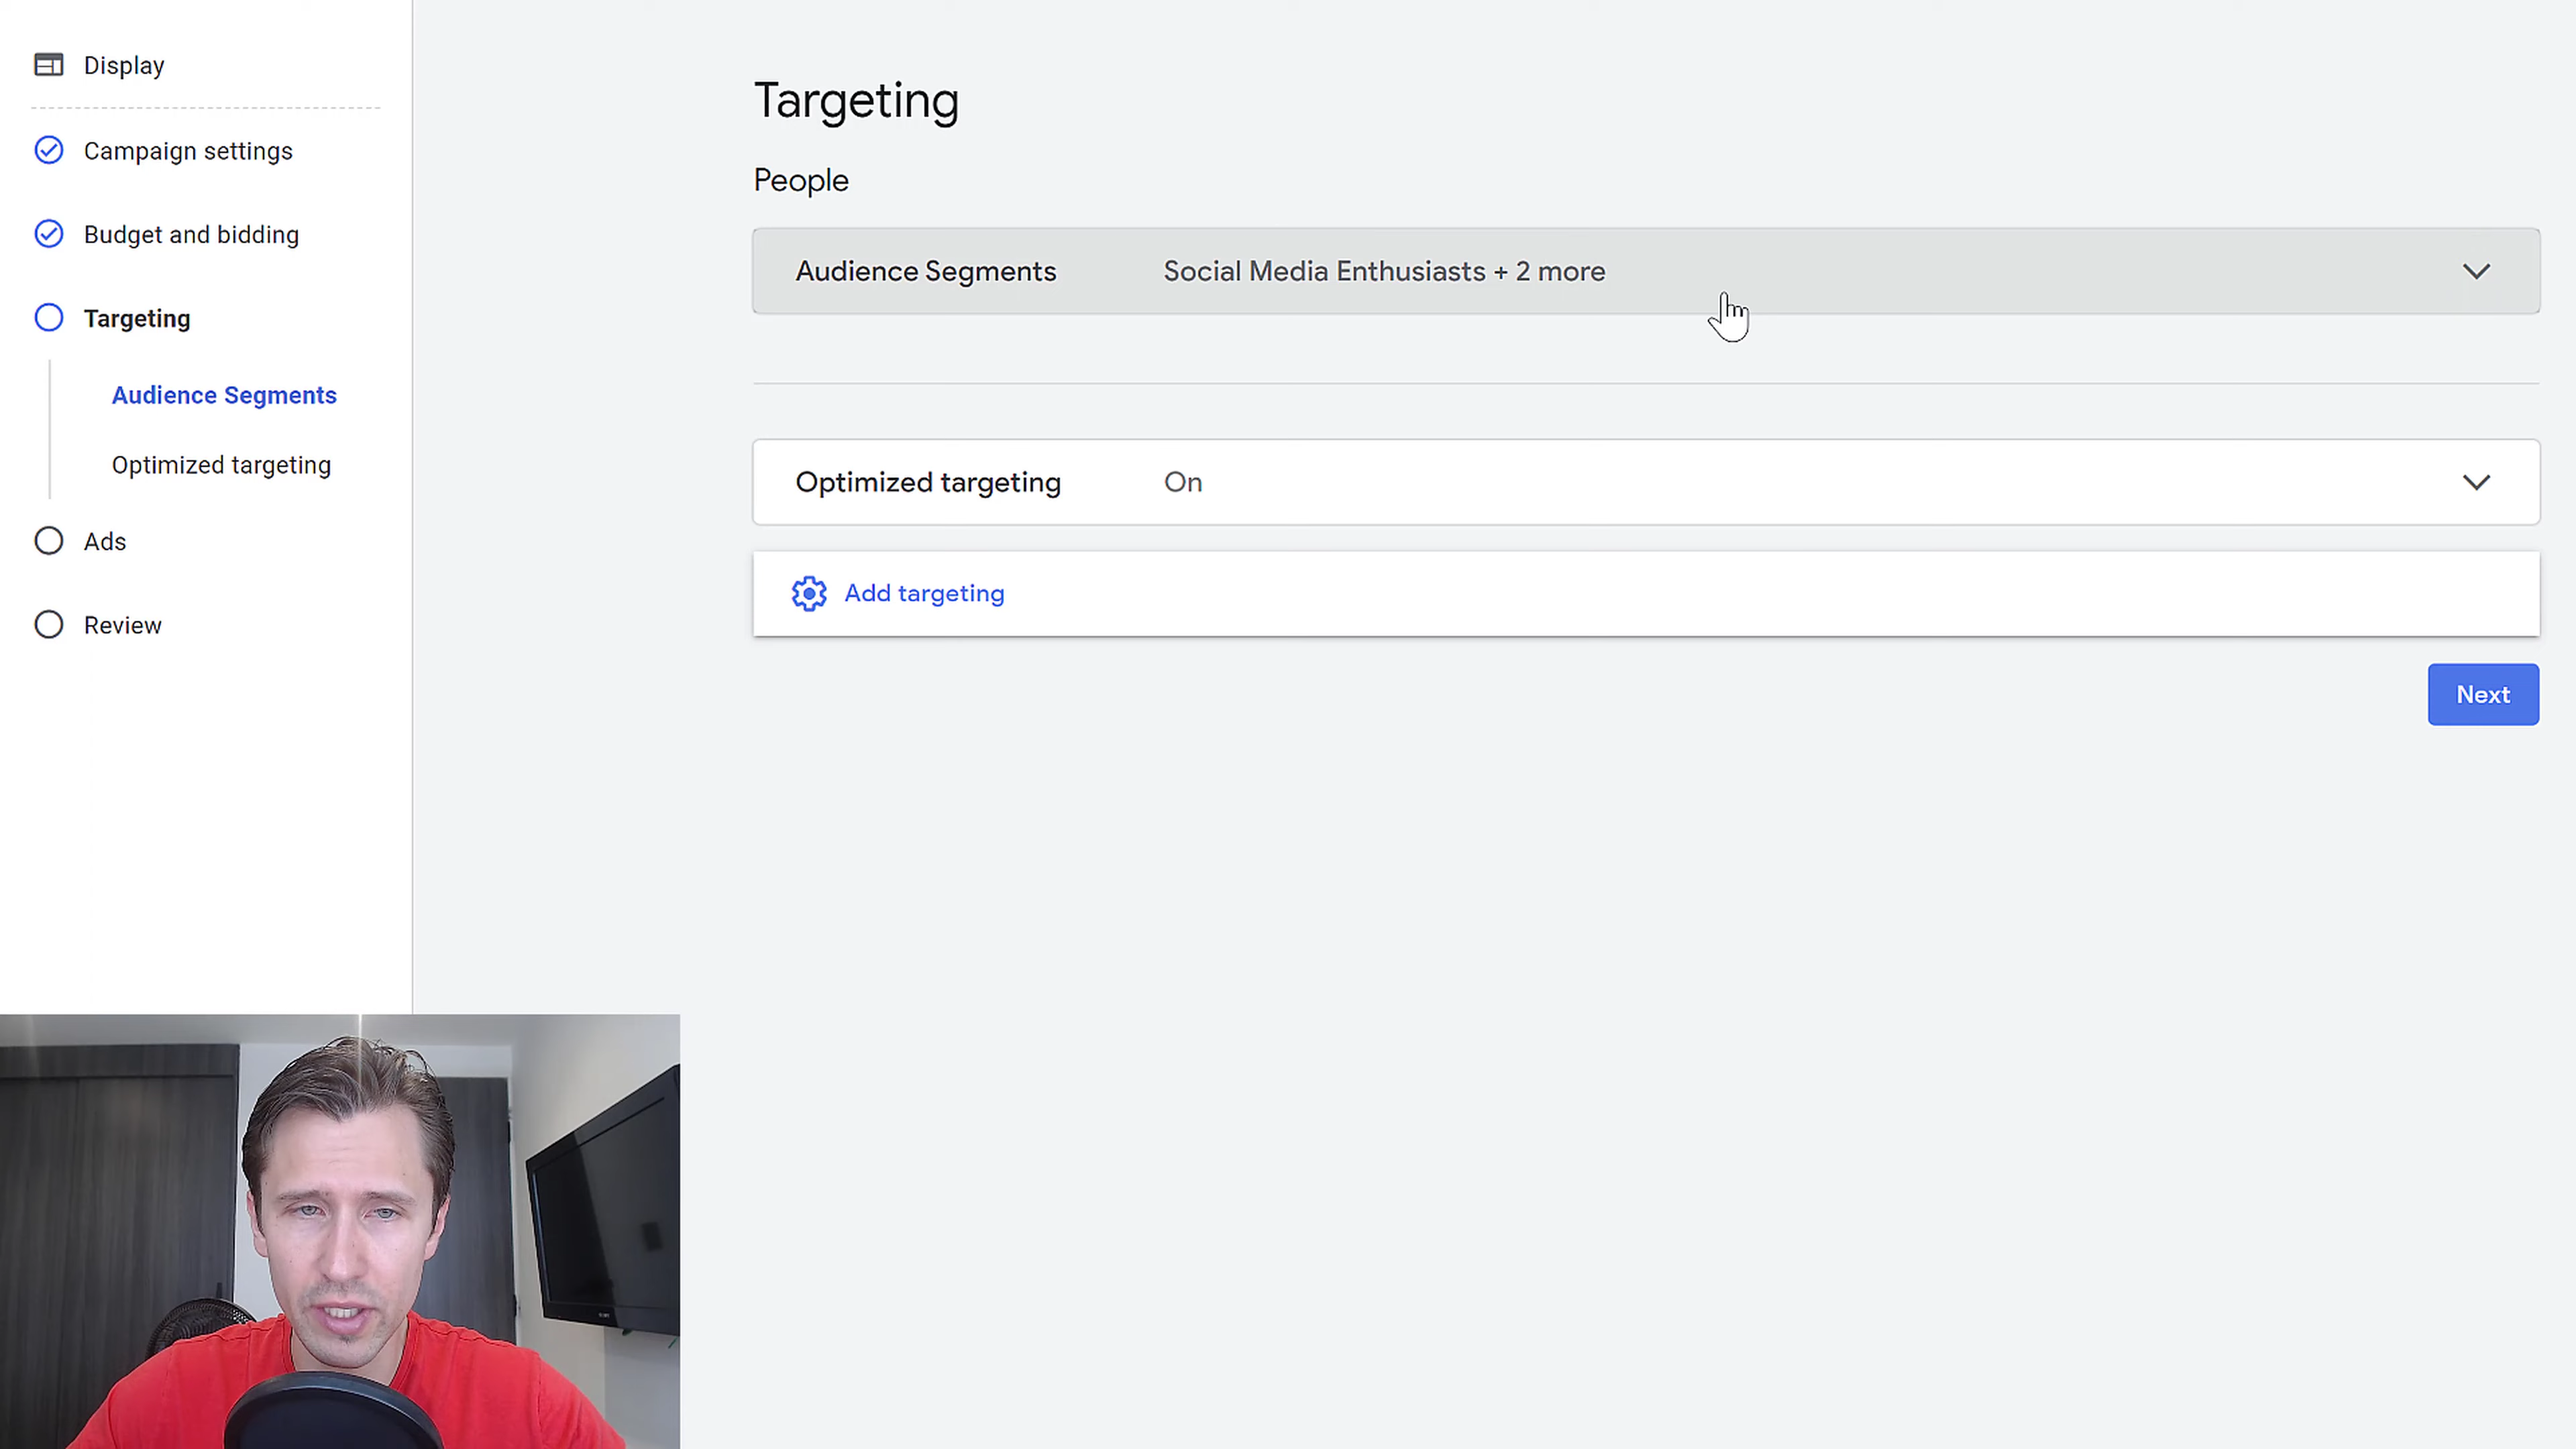 Display
Campaign settings
Budget and bidding
Targeting
Audience Segments
Optimized targeting
Ads
Review
Targeting
People
Audience Segments Social Media Enthusiasts + 2 more
Optimized targeting On
Add targeting
Next